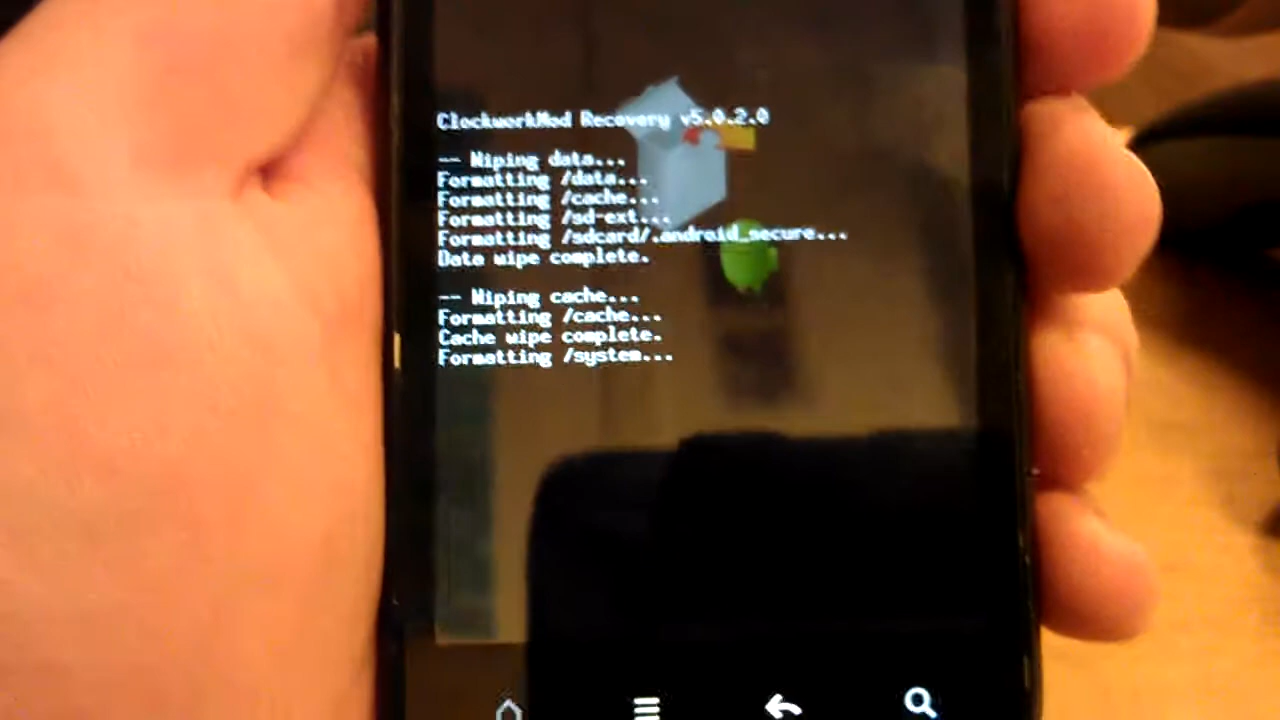 ClockworkMod Recovery v5.0.2.0
-- Wiping data...
Formatting /data...
Formatting /cache...
Formatting /sd-ext...
Formatting /sdcard/.android_secure...
Data wipe complete.
-- Wiping cache...
Formatting /cache...
Cache wipe complete.
Formatting /system...